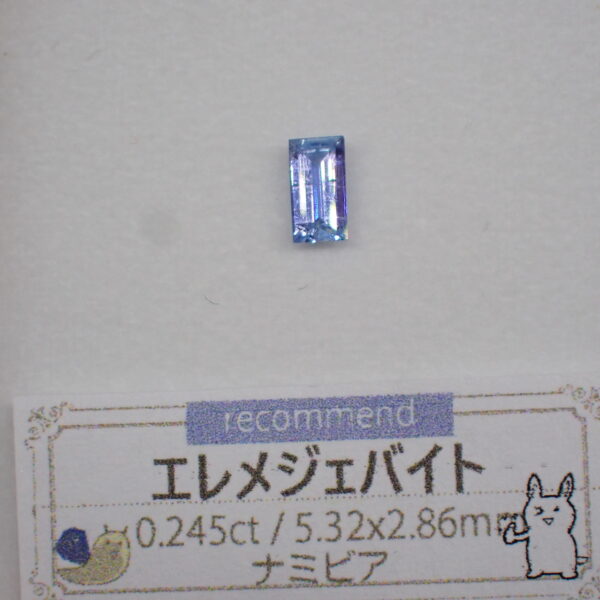 recommend
エレメジェバイト
0.245ct / 5.32x2.86mm
ナミビア